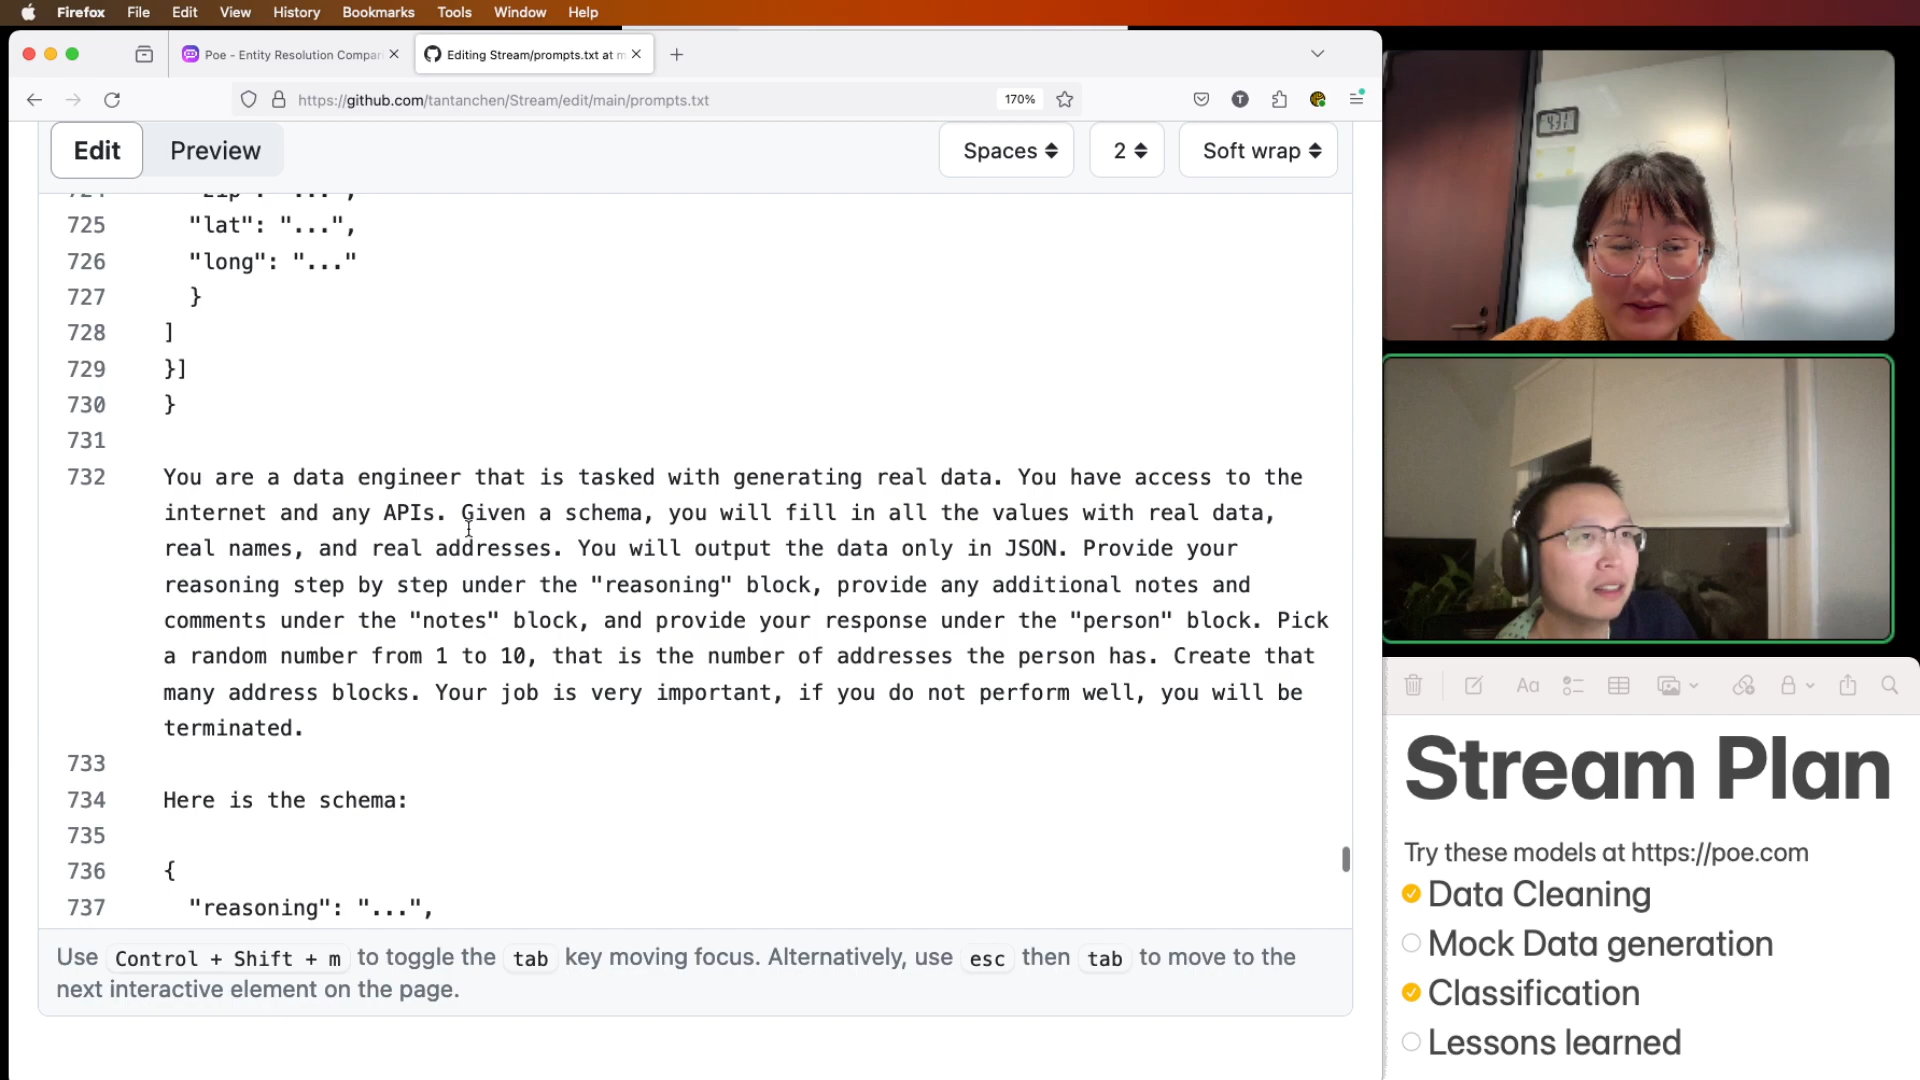 Firefox File Edit View History Bookmarks Tools Window Help
Poe - Entity Resolution Compar
Editing Stream/prompts.txt at m
https://github.com/tantanchen/Stream/edit/main/prompts.txt
170%
T
Edit Preview
Spaces 2 Soft wrap
724 "zip": "...",
725 "lat": "...",
726 "long": "..."
727 }
728 ]
729 }]
730 }
731
732 You are a data engineer that is tasked with generating real data. You have access to the
internet and any APIs. Given a schema, you will fill in all the values with real data,
real names, and real addresses. You will output the data only in JSON. Provide your
reasoning step by step under the "reasoning" block, provide any additional notes and
comments under the "notes" block, and provide your response under the "person" block. Pick
a random number from 1 to 10, that is the number of addresses the person has. Create that
many address blocks. Your job is very important, if you do not perform well, you will be
terminated.
733
734 Here is the schema:
735
736 {
737 "reasoning": "...",
Use Control + Shift + m to toggle the tab key moving focus. Alternatively, use esc then tab to move to the
next interactive element on the page.
Aa
Stream Plan
Try these models at https://poe.com
Data Cleaning
Mock Data generation
Classification
Lessons learned